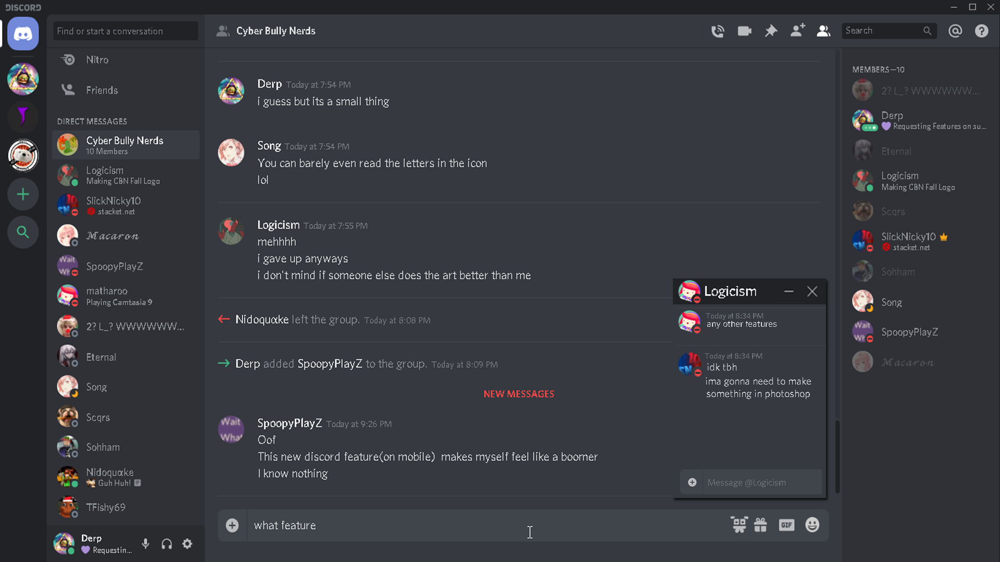 DISCORD
Find or start a conversation
Nitro
Friends
DIRECT MESSAGES
Cyber Bully Nerds
10 Members
Logicism
Making CBN Fall Logo
SlickNicky10
stacket.net
𝓜𝓪𝓬𝓪𝓻𝓸𝓷
Wait
SpoopyPlayZ
matharoo
Playing Camtasia 9
2? L_? WWWWWW...
Eternal
Song
Scqrs
Sohham
Nidoquαke
Guh Huh!
TFishy69
Derp
Requestin...
Cyber Bully Nerds
Search
Derp Today at 7:54 PM
i guess but its a small thing
Song Today at 7:54 PM
You can barely even read the letters in the icon
lol
Logicism Today at 7:55 PM
mehhhh
i gave up anyways
i don't mind if someone else does the art better than me
Nidoquαke left the group. Today at 8:08 PM
Derp added SpoopyPlayZ to the group. Today at 8:09 PM
NEW MESSAGES
Wait
What
SpoopyPlayZ Today at 9:26 PM
Oof
This new discord feature(on mobile) makes myself feel like a boomer
I know nothing
what feature
GIF
Logicism
Today at 8:34 PM
any other features
Today at 8:34 PM
idk tbh
ima gonna need to make
something in photoshop
Message @Logicism
MEMBERS—10
2? L_? WWWWWW...
Derp
Requesting Features on su...
Eternal
Logicism
Making CBN Fall Logo
Scqrs
SlickNicky10
stacket.net
Sohham
Song
Wait
SpoopyPlayZ
𝓜𝓪𝓬𝓪𝓻𝓸𝓷